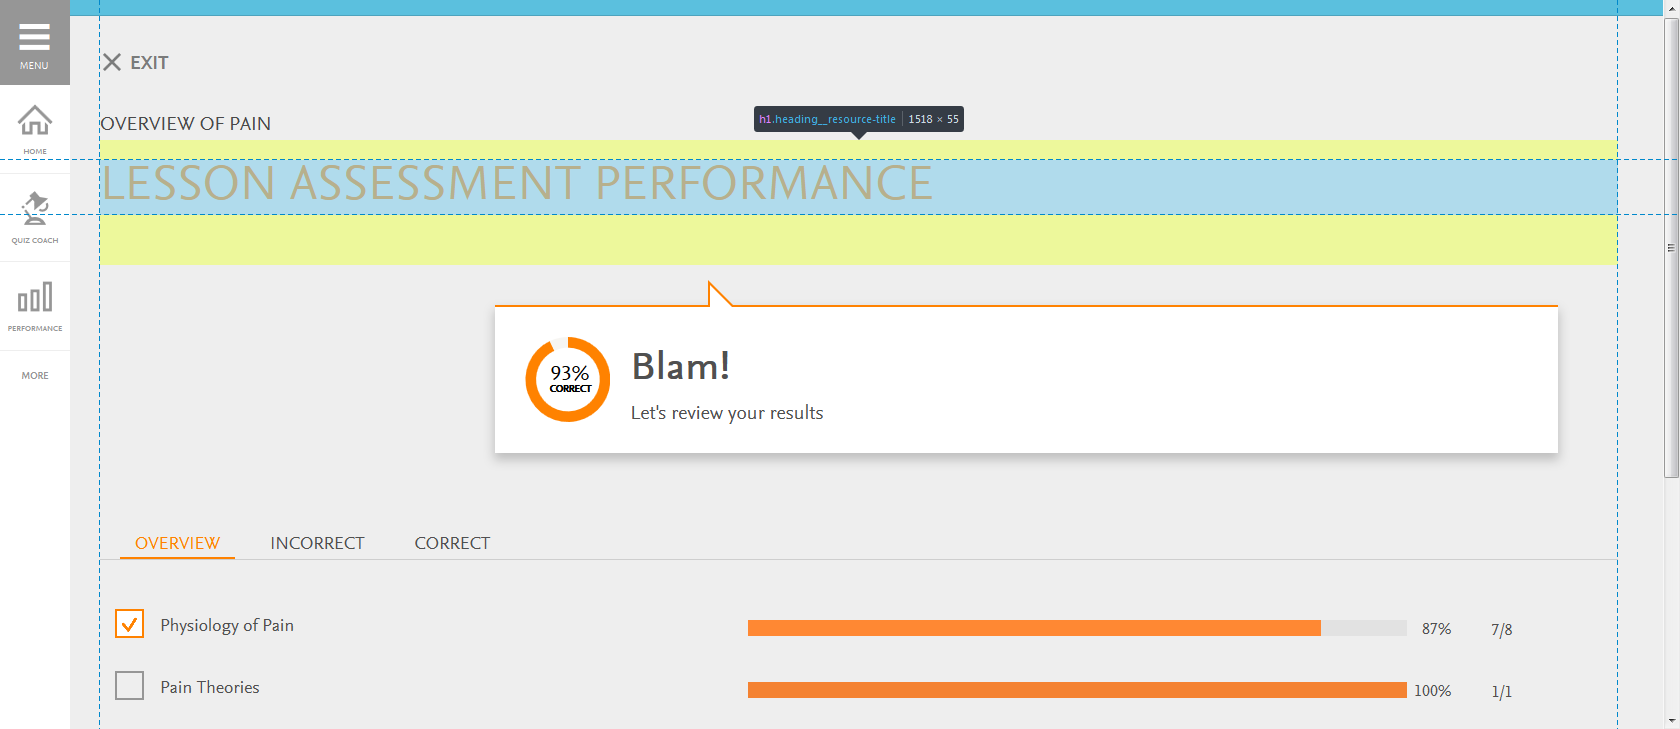 MENU
HOME
QUIZ COACH
PERFORMANCE
MORE
EXIT
OVERVIEW OF PAIN
h1.heading__resource-title 1518 × 55
LESSON ASSESSMENT PERFORMANCE
93%
CORRECT
Blam!
Let's review your results
OVERVIEW INCORRECT CORRECT
Physiology of Pain 87% 7/8
Pain Theories 100% 1/1